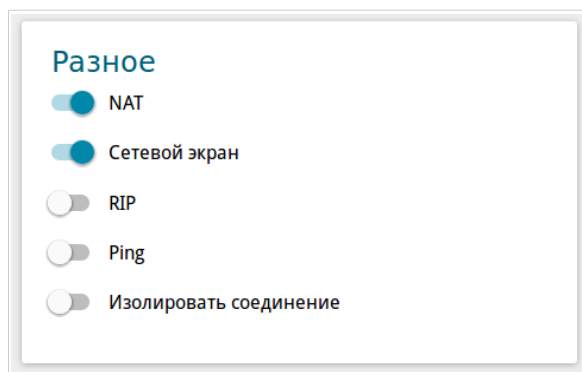 Разное
NAT
Сетевой экран
RIP
Ping
Изолировать соединение